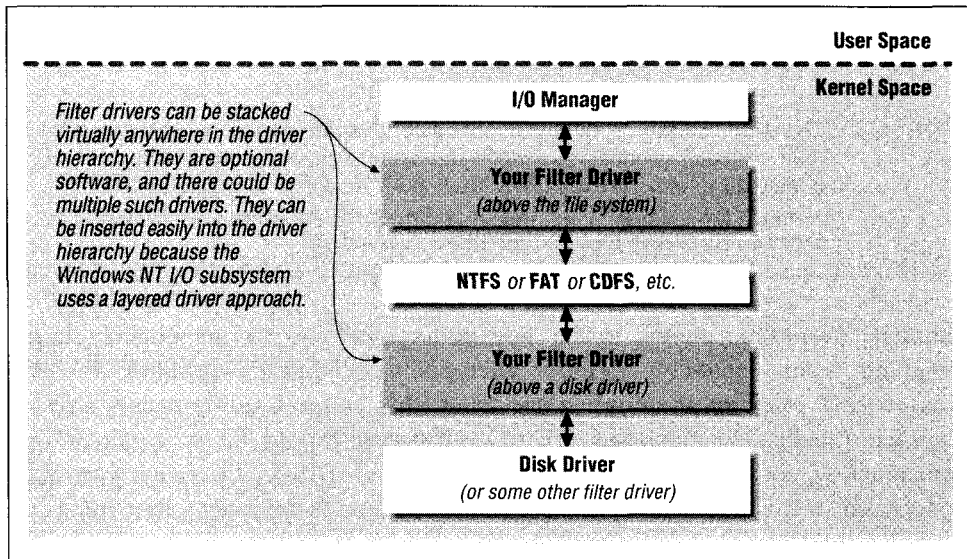 User Space
Kernel Space
Filter drivers can be stacked
virtually anywhere in the driver
hierarchy. They are optional
software, and there could be
multiple such drivers. They can
be inserted easily into the driver
hierarchy because the
Windows NT I/O subsystem
uses a layered driver approach.
I/O Manager
Your Filter Driver
(above the file system)
NTFS or FAT or CDFS, etc.
Your Filter Driver
(above a disk driver)
Disk Driver
(or some other filter driver)